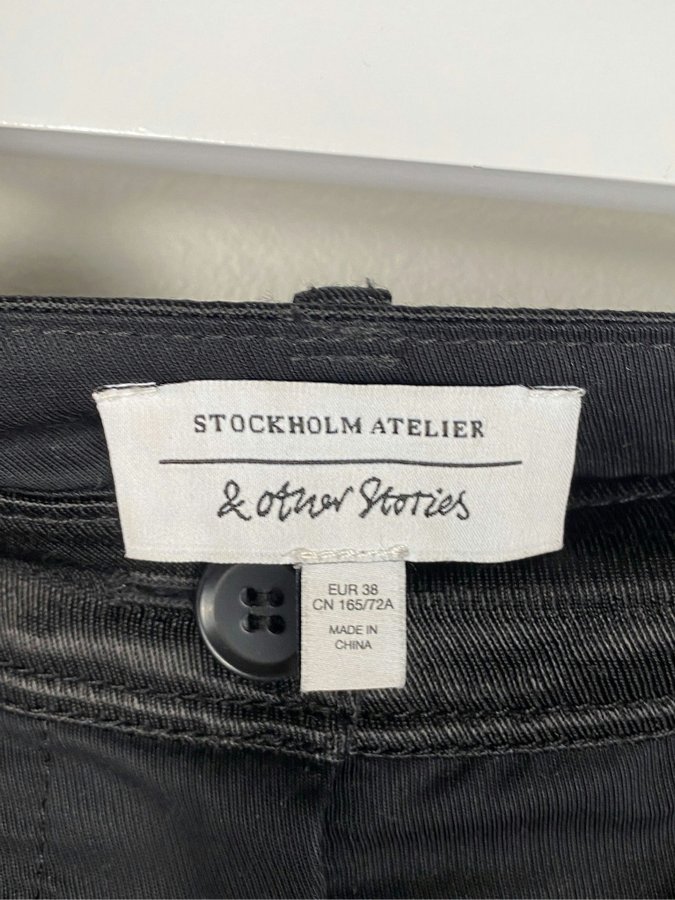 STOCKHOLM ATELIER
& other Stories
EUR 38
CN 165/72A
MADE IN
CHINA